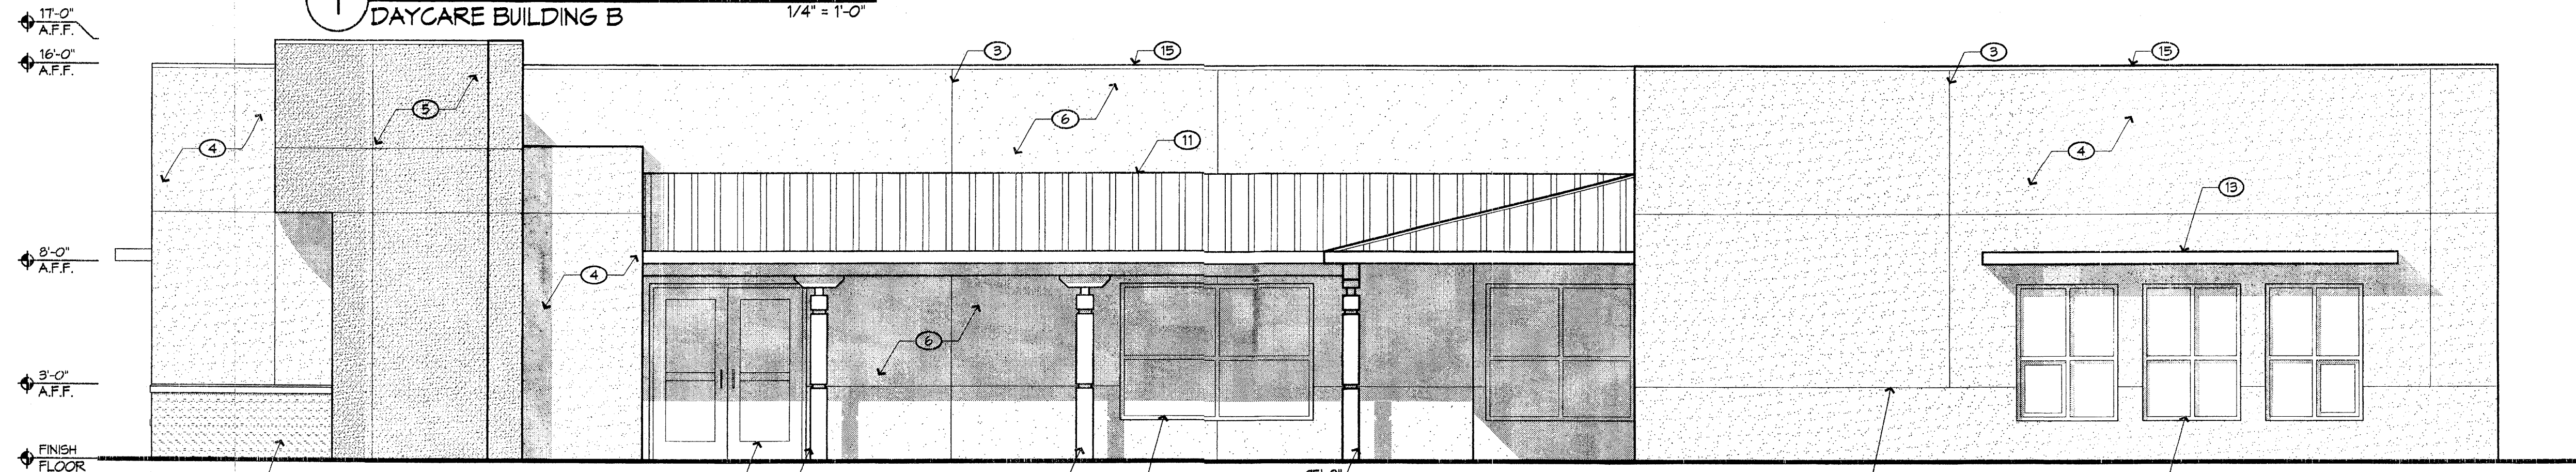 1
DAYCARE BUILDING B
1/4" = 1'-0"
17'-0"
A.F.F.
16'-0"
A.F.F.
3
15
3
15
5
6
11
4
4
13
8'-0"
A.F.F.
4
6
3'-0"
A.F.F.
FINISH
FLOOR